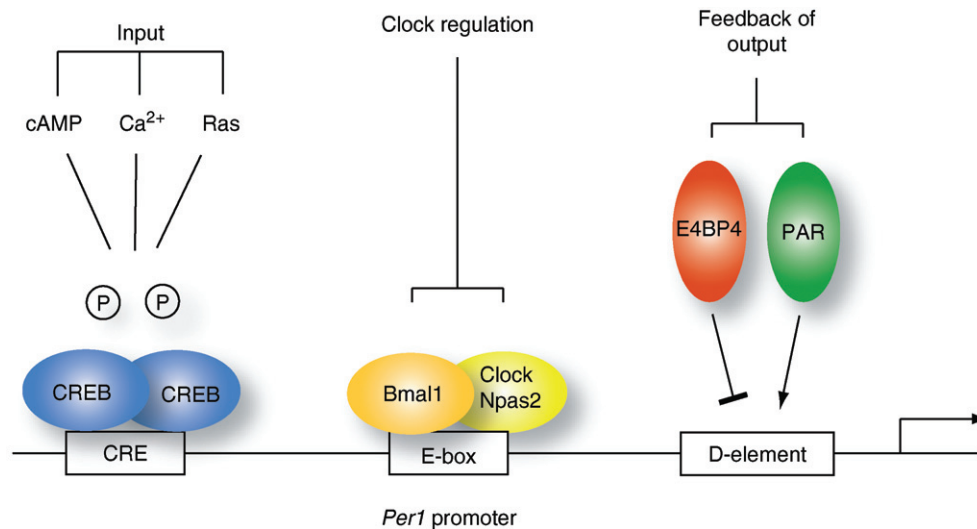 Input
cAMP
Ca²⁺
Ras
P
P
CREB
CREB
CRE
Clock regulation
Bmal1
Clock
Npas2
E-box
Feedback of
output
E4BP4
PAR
D-element
Per1 promoter